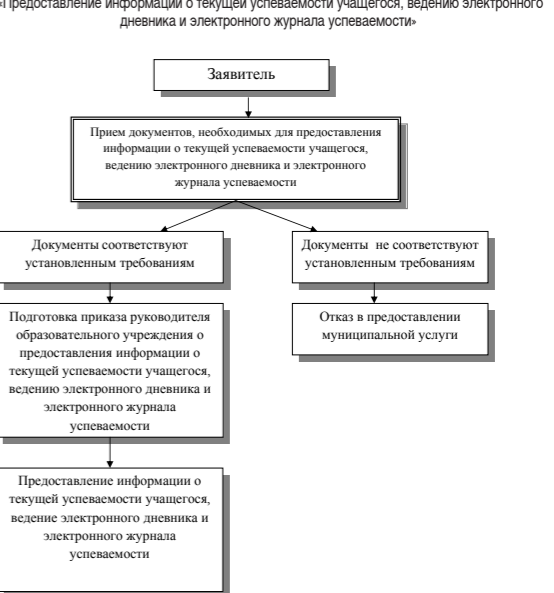 «Предоставление информации о текущей успеваемости учащегося, ведению электронного
дневника и электронного журнала успеваемости»
Заявитель
Прием документов, необходимых для предоставления
информации о текущей успеваемости учащегося,
ведению электронного дневника и электронного
журнала успеваемости
Документы соответствуют
установленным требованиям
Документы не соответствуют
установленным требованиям
Подготовка приказа руководителя
образовательного учреждения о
предоставления информации о
текущей успеваемости учащегося,
ведению электронного дневника и
электронного журнала
успеваемости
Отказ в предоставлении
муниципальной услуги
Предоставление информации о
текущей успеваемости учащегося,
ведение электронного дневника и
электронного журнала
успеваемости